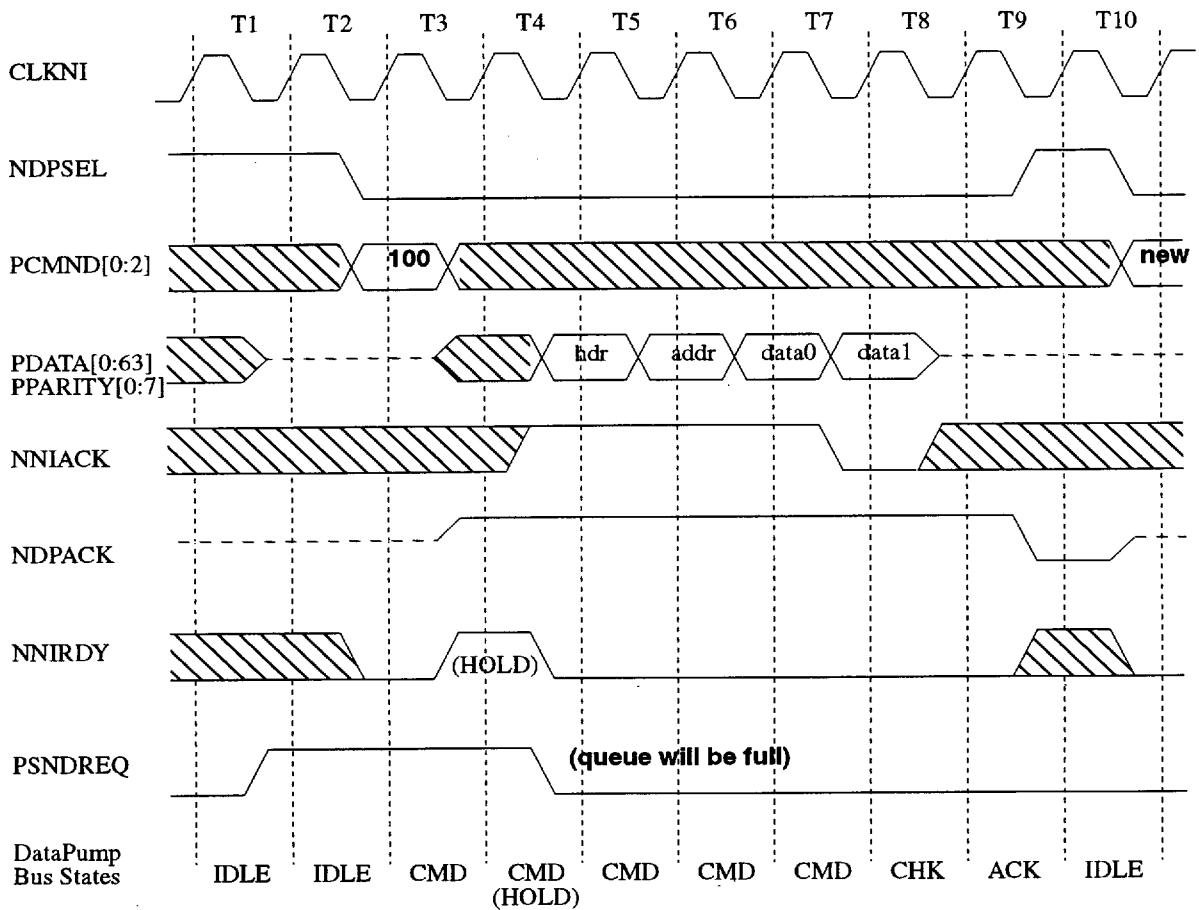 T1 T2 T3 T4 T5 T6 T7 T8 T9 T10
CLKNI
NDPSEL
PCMND[0:2] 100 new
PDATA[0:63] hdr addr data0 data1
PPARITY[0:7]
NNIACK
NDPACK
NNIRDY (HOLD)
PSNDREQ (queue will be full)
DataPump
Bus States IDLE IDLE CMD CMD CMD CMD CMD CHK ACK IDLE
(HOLD)